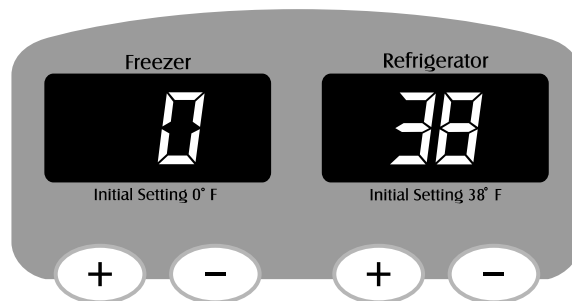 Freezer
Refrigerator
0
38
Initial Setting 0° F
Initial Setting 38° F
+
−
+
−